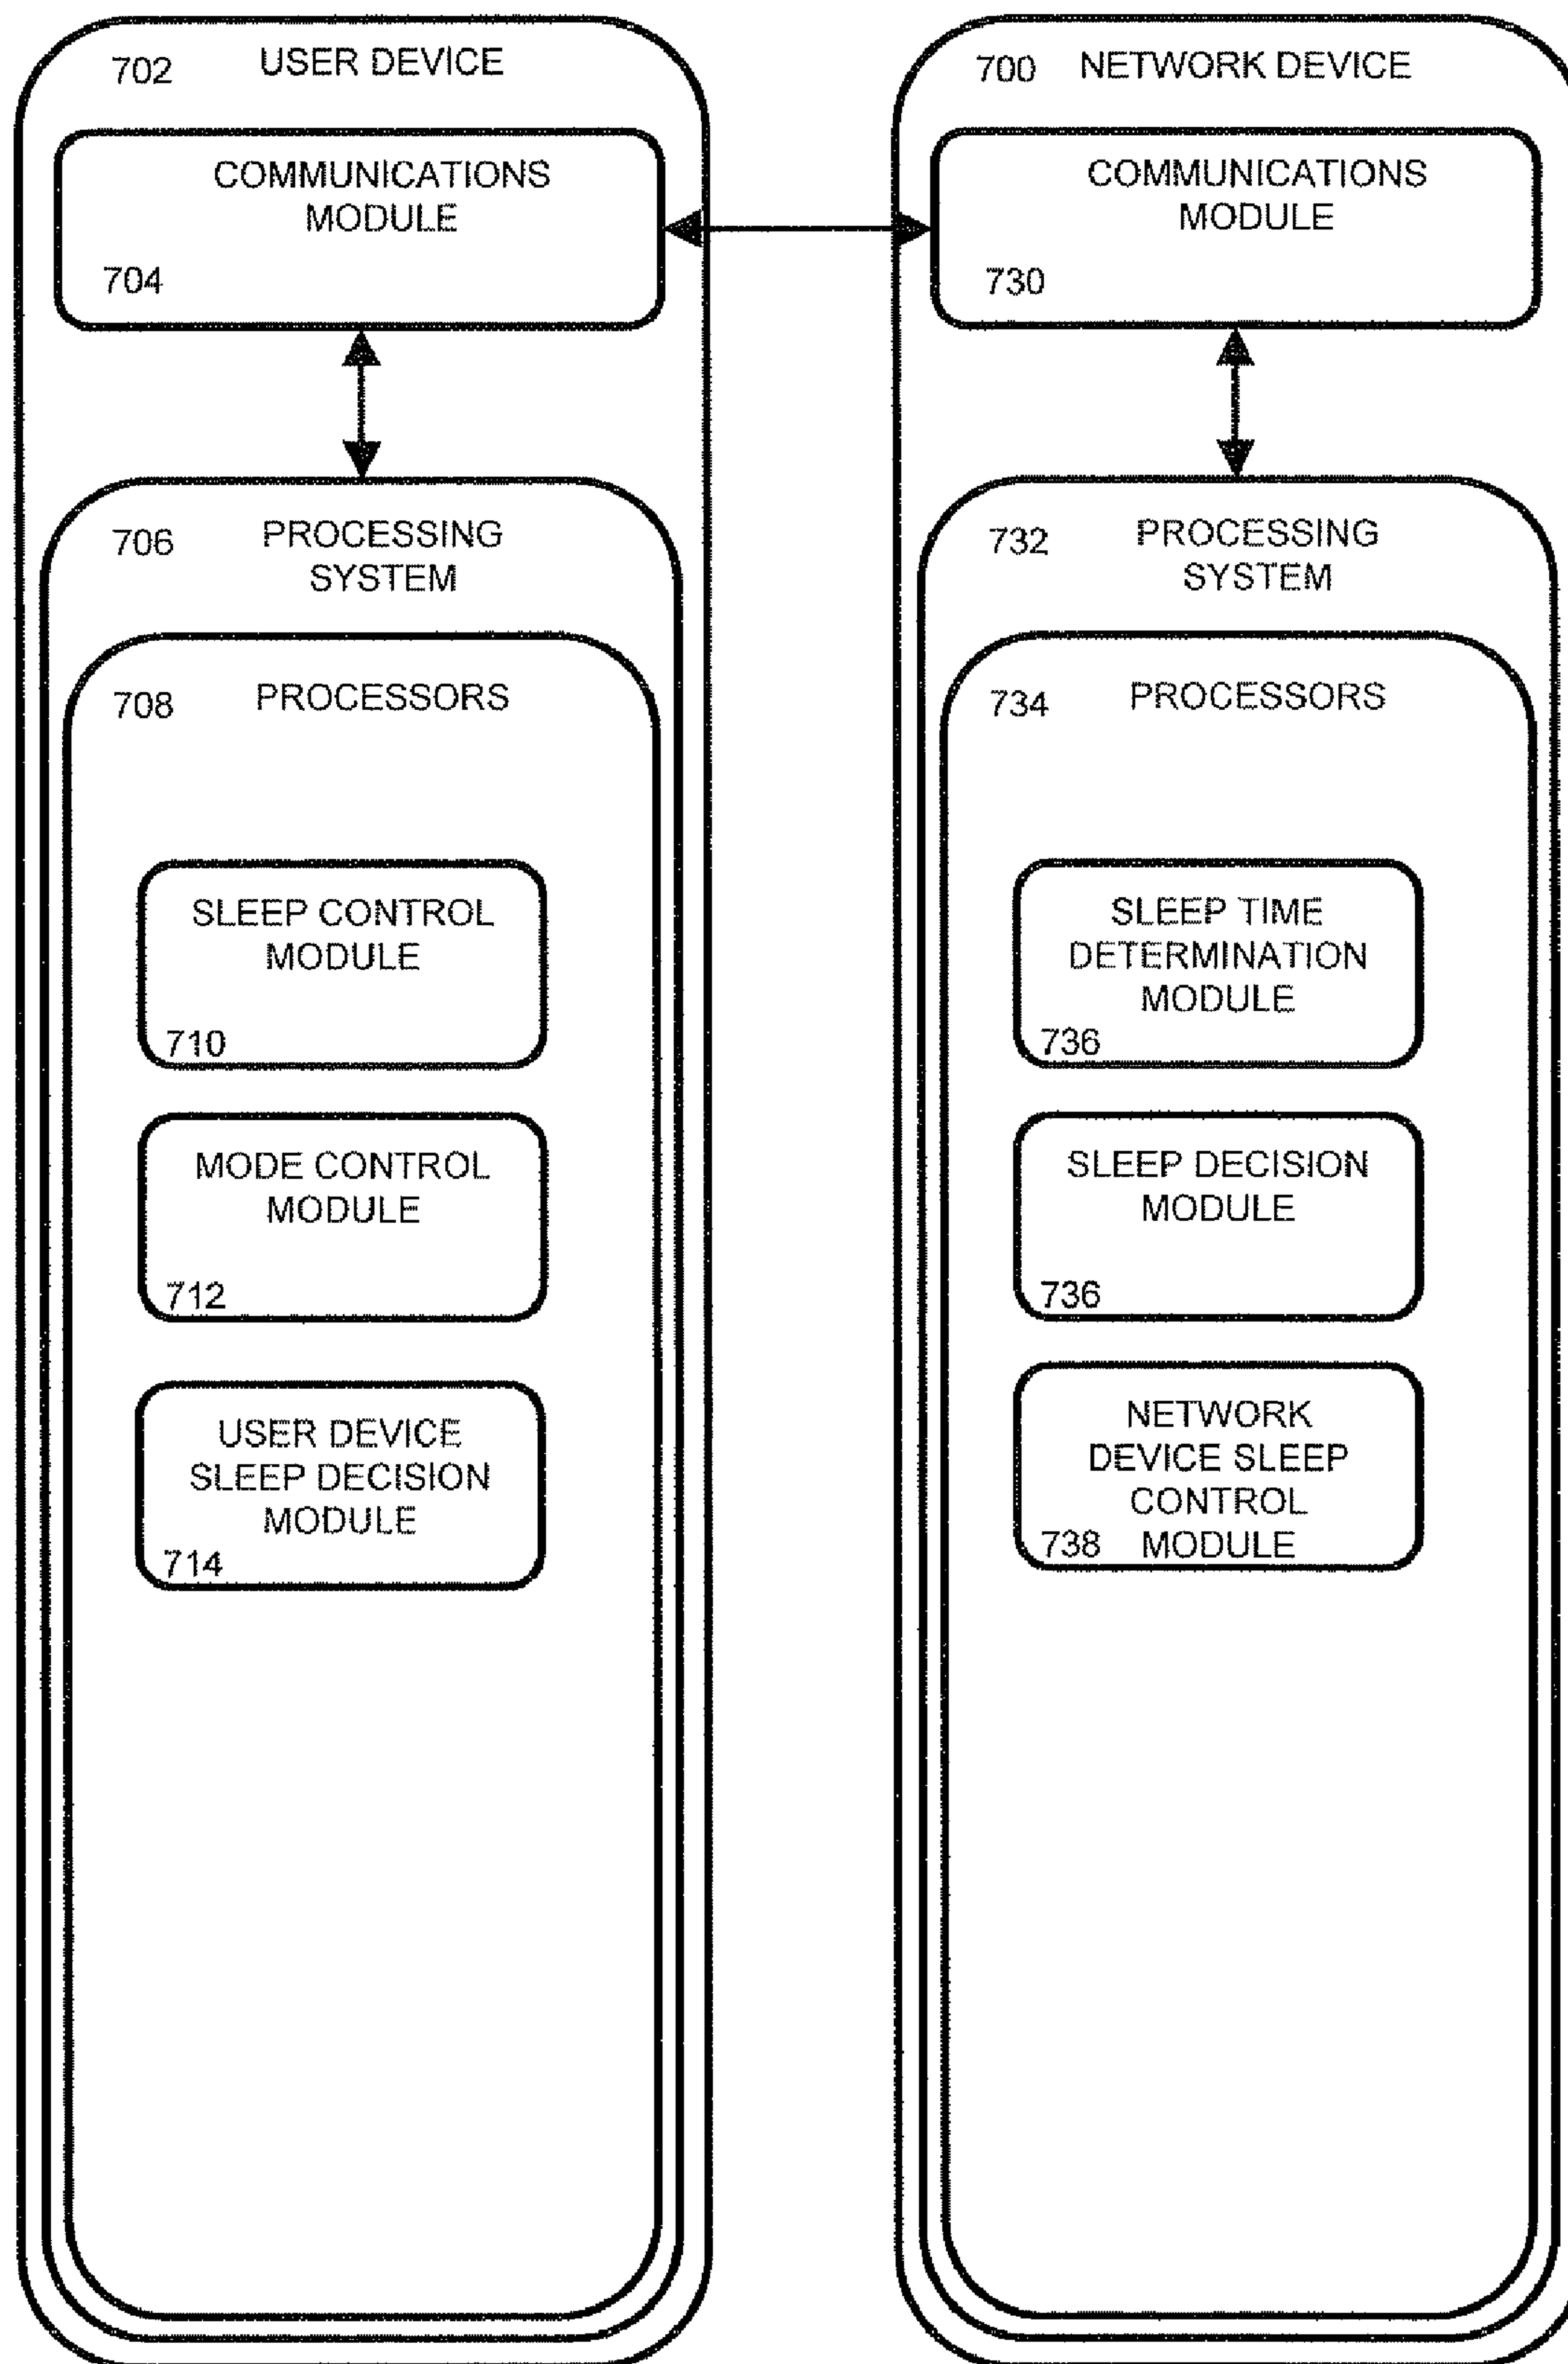 702 USER DEVICE
COMMUNICATIONS
MODULE
704
706 PROCESSING
SYSTEM
708 PROCESSORS
SLEEP CONTROL
MODULE
710
MODE CONTROL
MODULE
712
USER DEVICE
SLEEP DECISION
MODULE
714
700 NETWORK DEVICE
COMMUNICATIONS
MODULE
730
732 PROCESSING
SYSTEM
734 PROCESSORS
SLEEP TIME
DETERMINATION
MODULE
736
SLEEP DECISION
MODULE
736
NETWORK
DEVICE SLEEP
CONTROL
738 MODULE